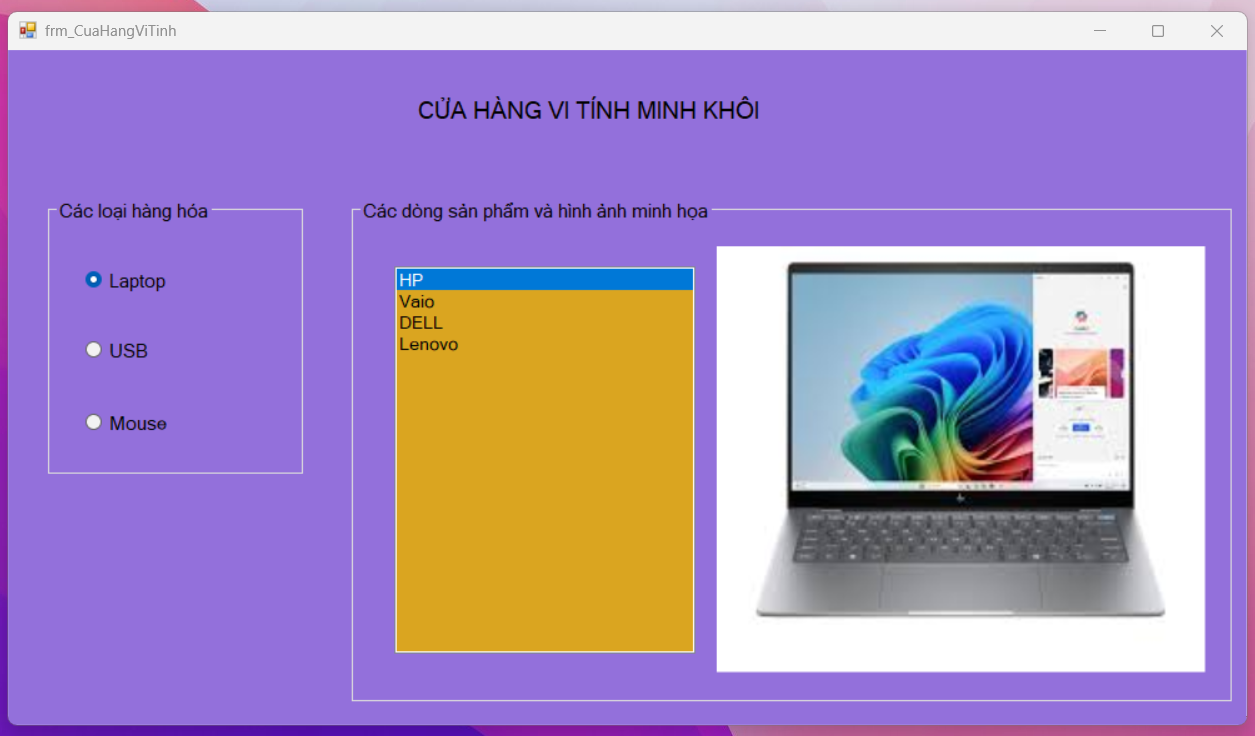 frm_CuaHangViTinh
CỬA HÀNG VI TÍNH MINH KHÔI
Các loại hàng hóa
Laptop
USB
Mouse
Các dòng sản phẩm và hình ảnh minh họa
HP
Vaio
DELL
Lenovo